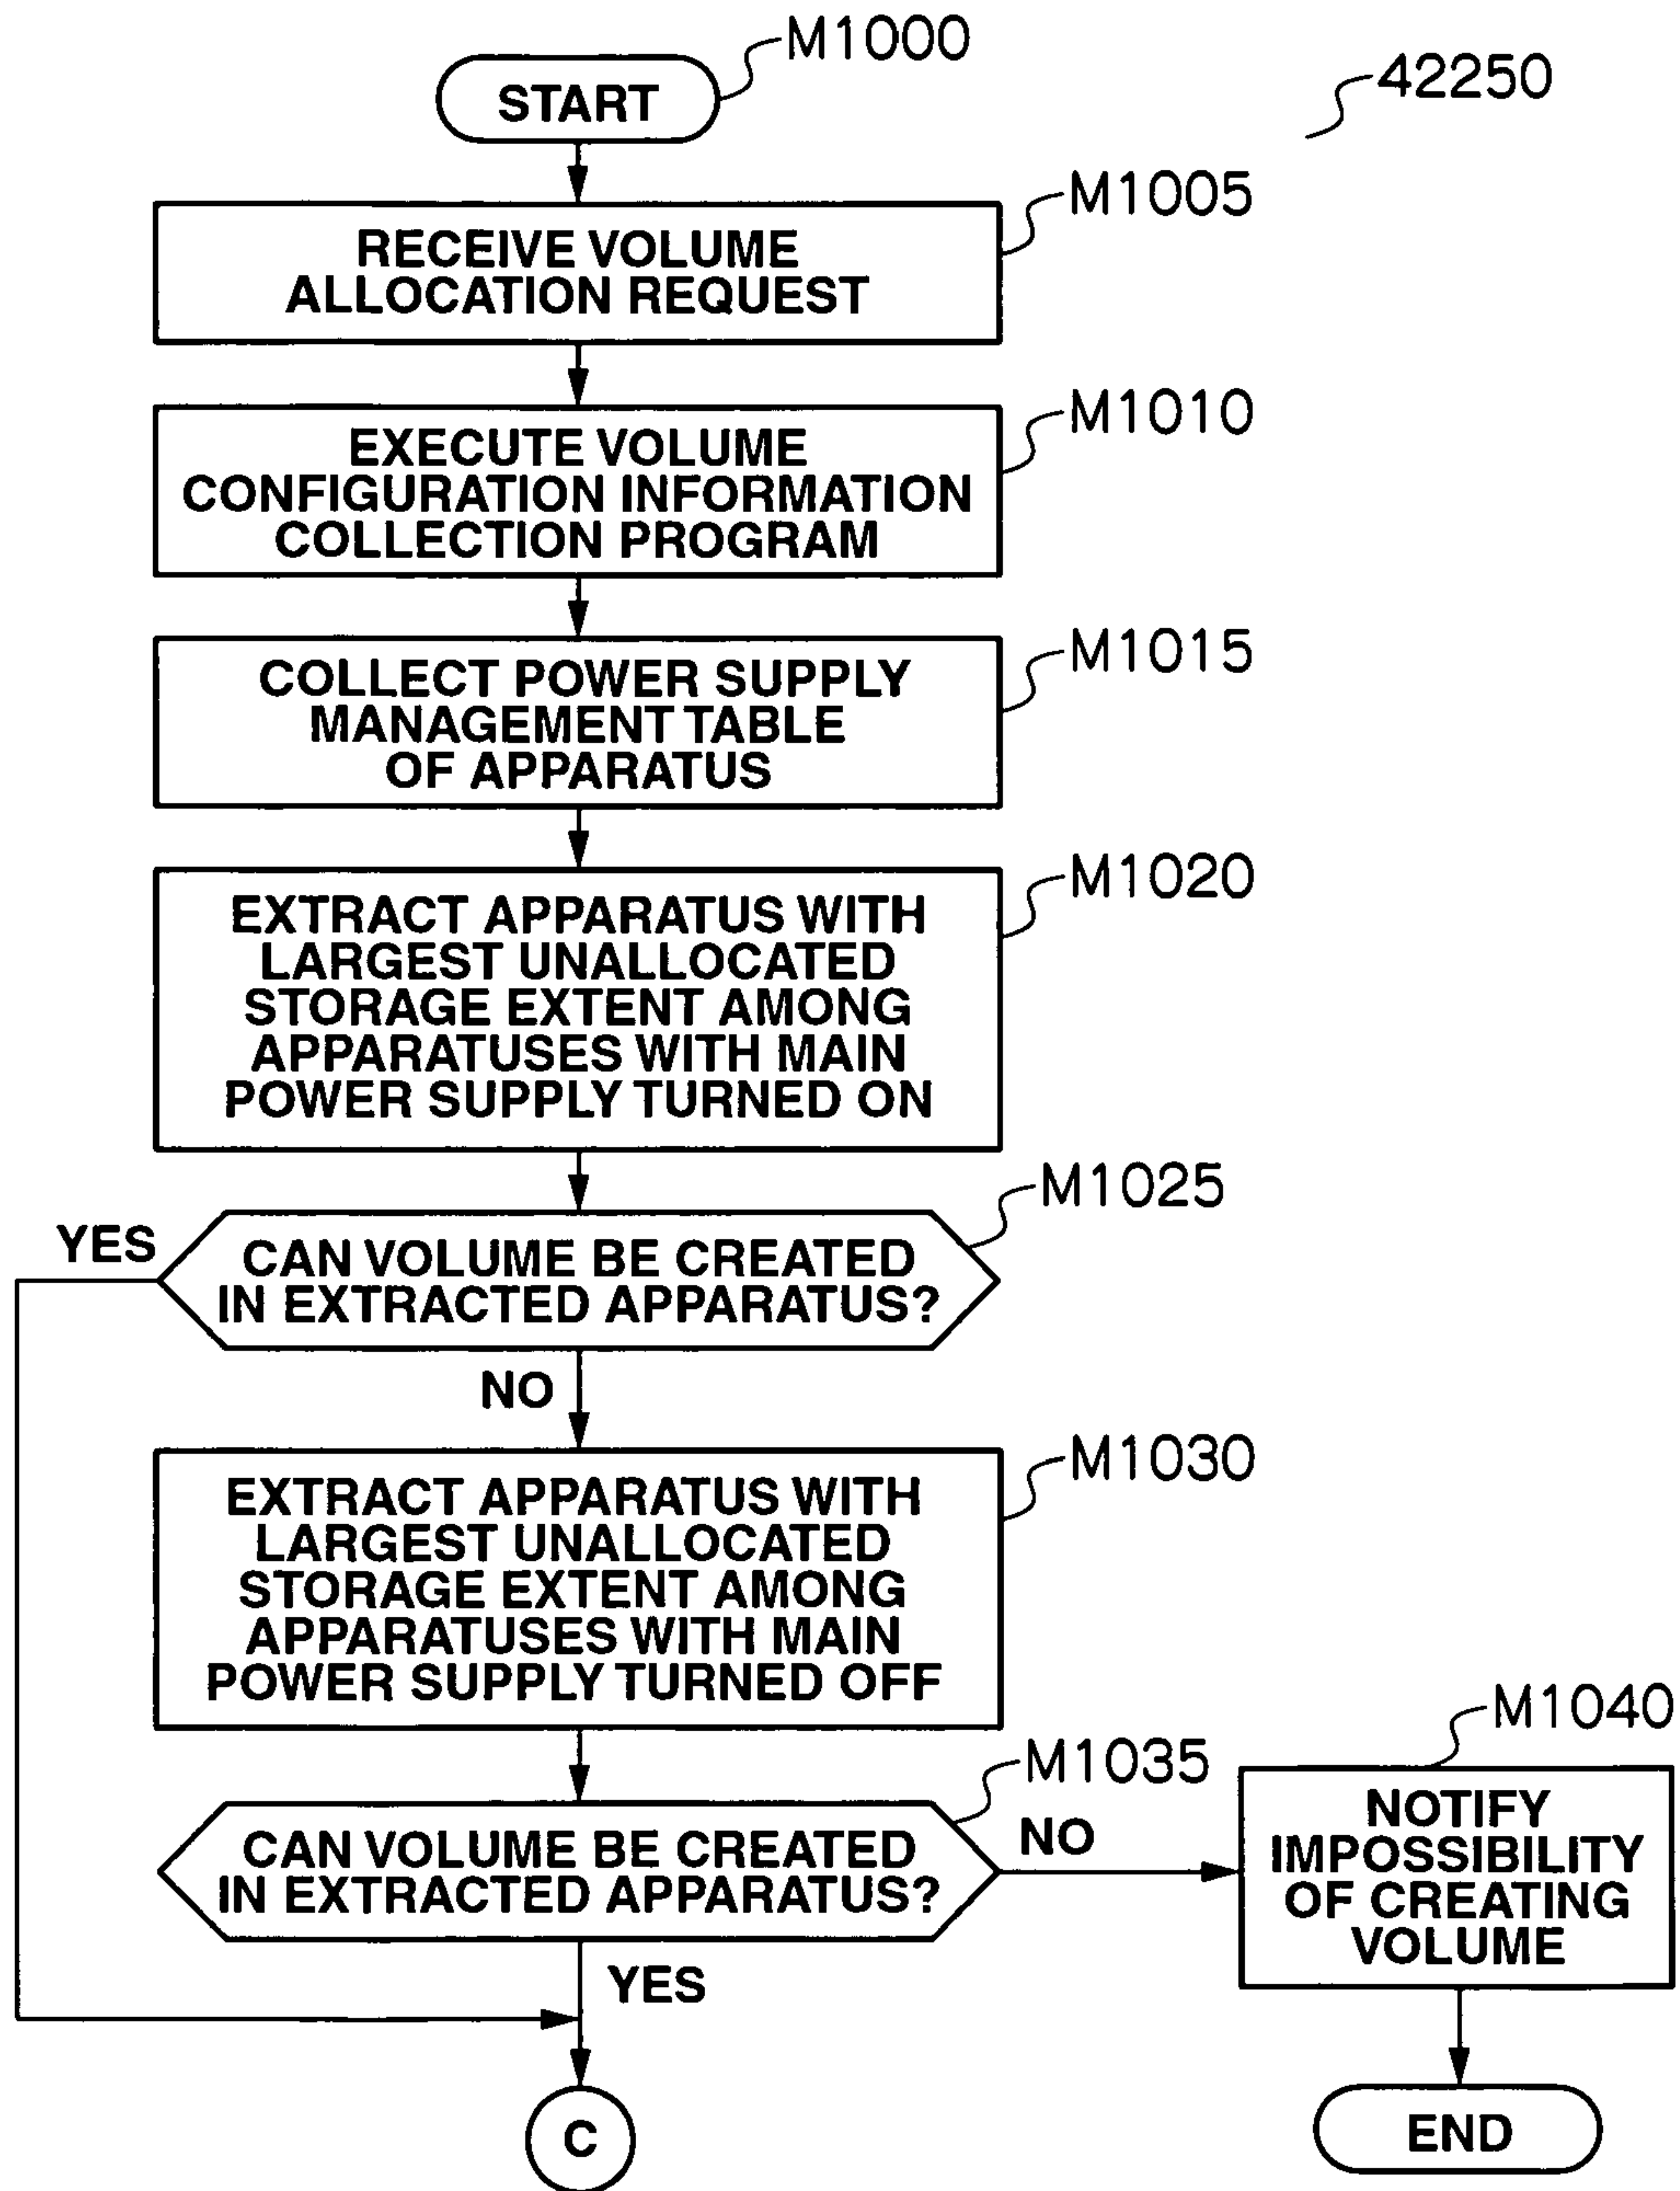 M1000
START
42250
M1005
RECEIVE VOLUME
ALLOCATION REQUEST
M1010
EXECUTE VOLUME
CONFIGURATION INFORMATION
COLLECTION PROGRAM
M1015
COLLECT POWER SUPPLY
MANAGEMENT TABLE
OF APPARATUS
M1020
EXTRACT APPARATUS WITH
LARGEST UNALLOCATED
STORAGE EXTENT AMONG
APPARATUSES WITH MAIN
POWER SUPPLY TURNED ON
M1025
YES
CAN VOLUME BE CREATED
IN EXTRACTED APPARATUS?
NO
M1030
EXTRACT APPARATUS WITH
LARGEST UNALLOCATED
STORAGE EXTENT AMONG
APPARATUSES WITH MAIN
POWER SUPPLY TURNED OFF
M1035
CAN VOLUME BE CREATED
IN EXTRACTED APPARATUS?
NO
M1040
NOTIFY
IMPOSSIBILITY
OF CREATING
VOLUME
YES
C
END